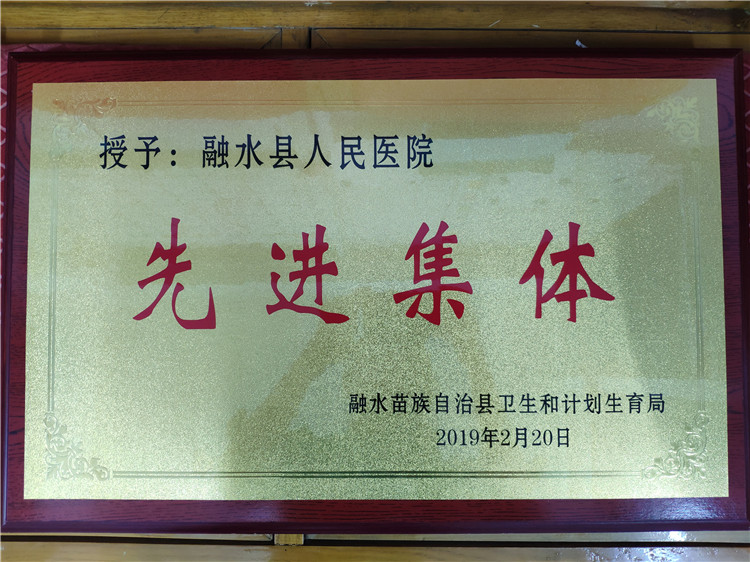 授予：融水县人民医院
先进集体
融水苗族自治县卫生和计划生育局
2019年2月20日